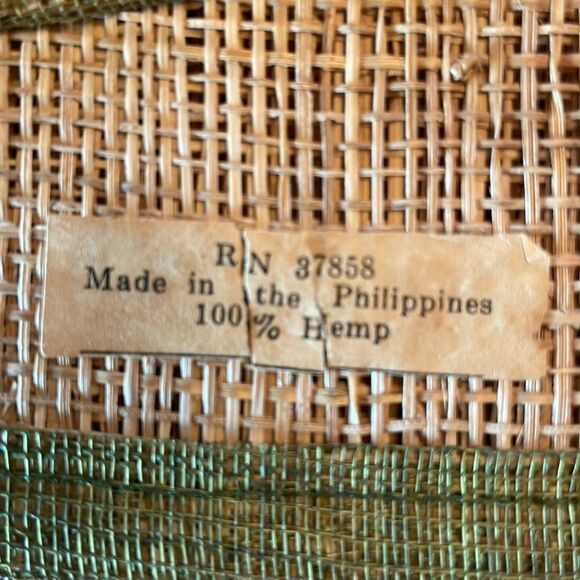 RN 37858
Made in the Philippines
100% Hemp